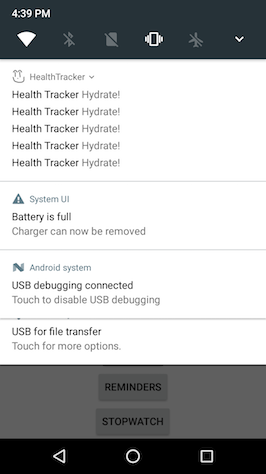 4:39 PM
HealthTracker
Health Tracker Hydrate!
Health Tracker Hydrate!
Health Tracker Hydrate!
Health Tracker Hydrate!
Health Tracker Hydrate!
System UI
Battery is full
Charger can now be removed
Android system
USB debugging connected
Touch to disable USB debugging
USB for file transfer
Touch for more options.
REMINDERS
STOPWATCH